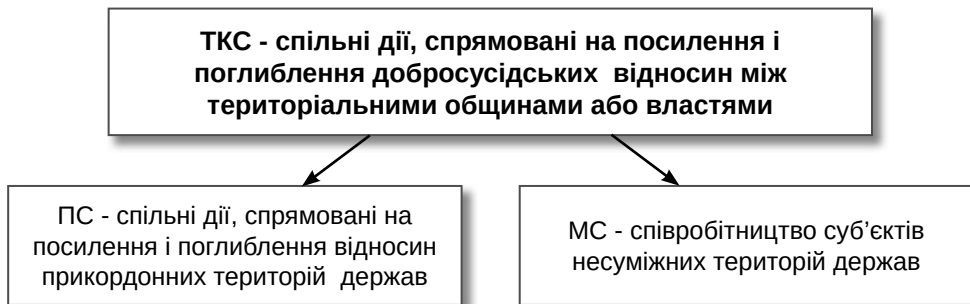 ТКС - спільні дії, спрямовані на посилення і
поглиблення добросусідських відносин між
територіальними общинами або властями
ПС - спільні дії, спрямовані на
посилення і поглиблення відносин
прикордонних територій держав
МС - співробітництво суб’єктів
несуміжних територій держав